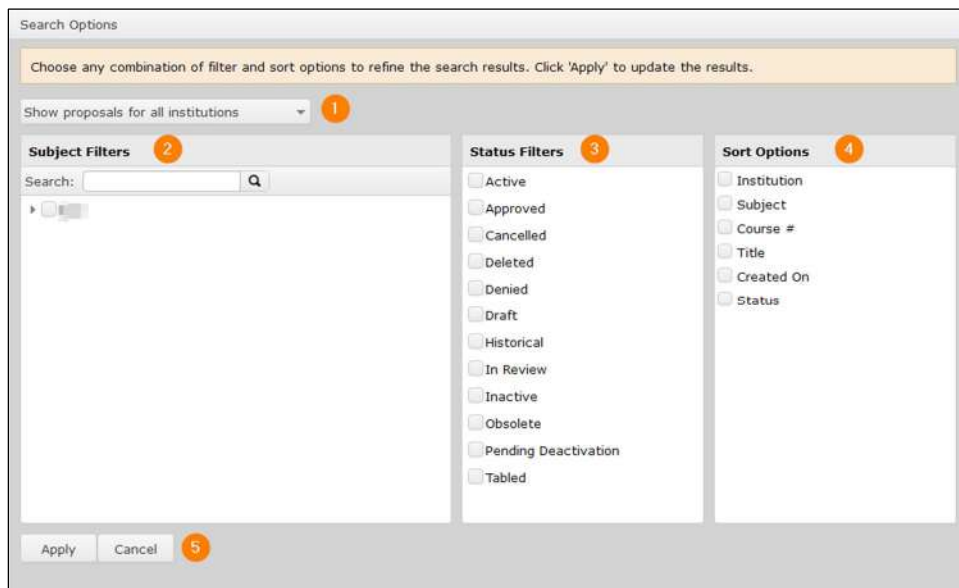 Search Options
Choose any combination of filter and sort options to refine the search results. Click 'Apply' to update the results.
Show proposals for all institutions
1
Subject Filters
2
Search:
Status Filters
3
Active
Approved
Cancelled
Deleted
Denied
Draft
Historical
In Review
Inactive
Obsolete
Pending Deactivation
Tabled
Sort Options
4
Institution
Subject
Course #
Title
Created On
Status
Apply
Cancel
5